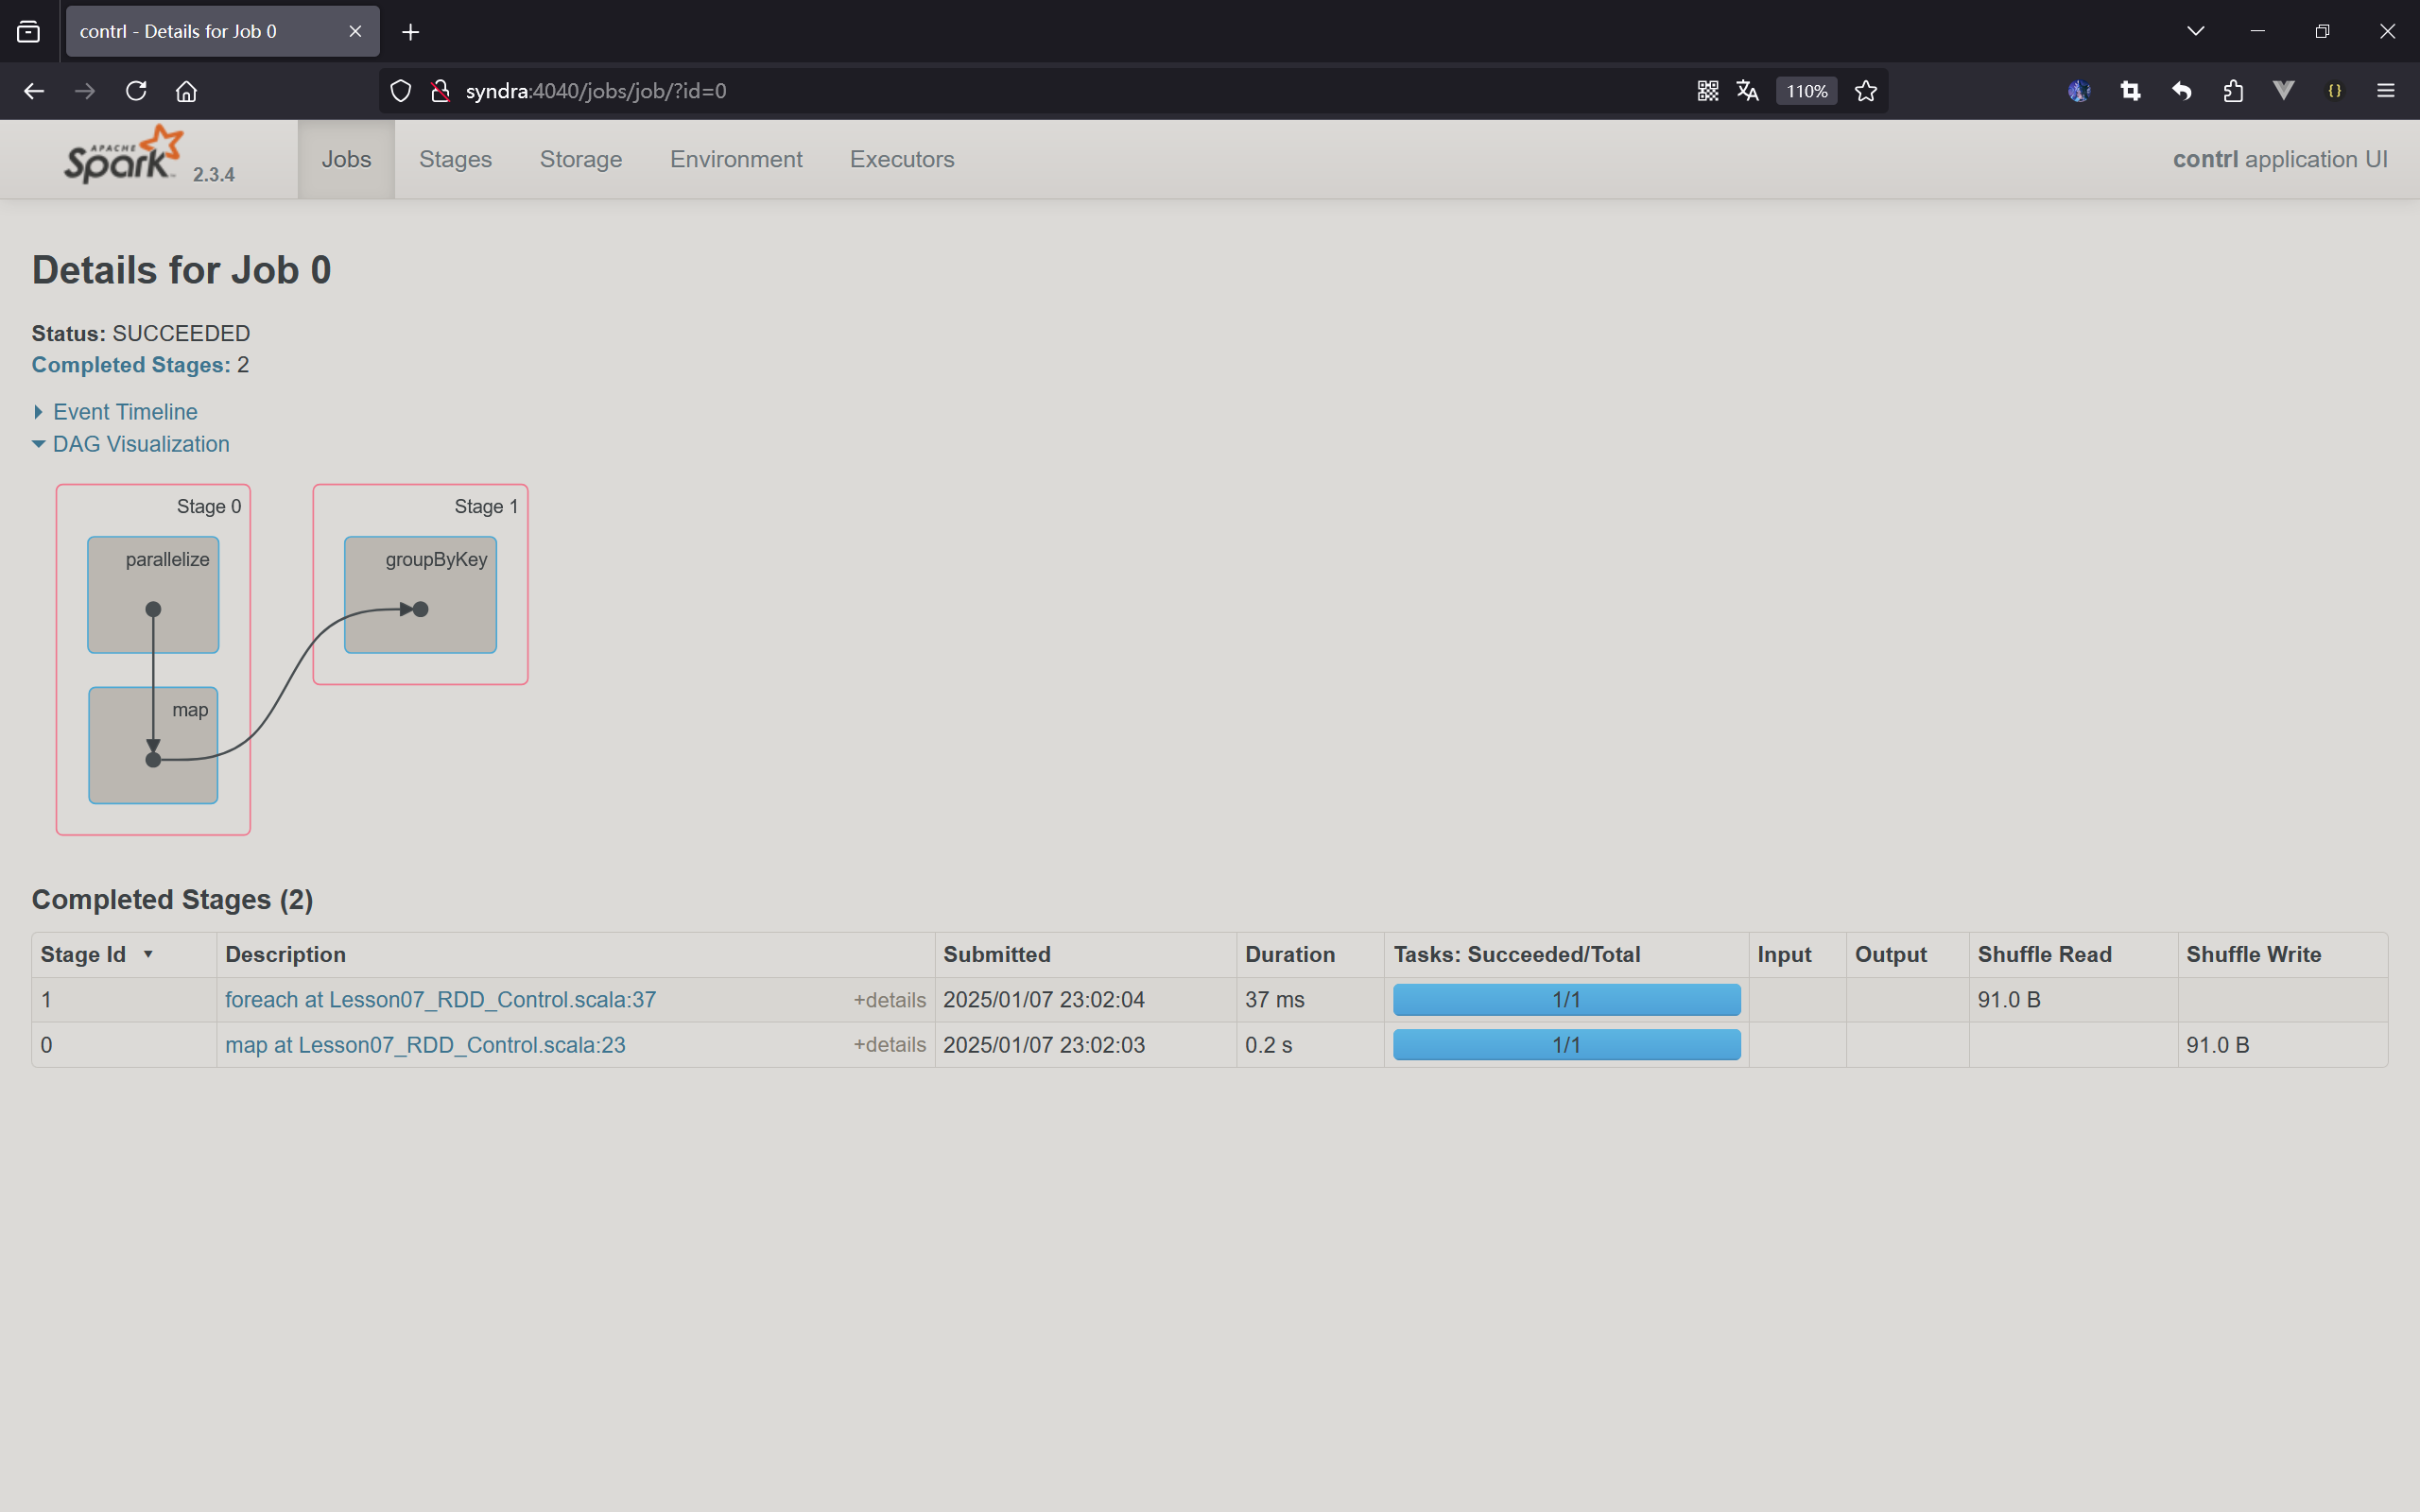 contrl - Details for Job 0
syndra:4040/jobs/job/?id=0
110%
APACHE
Spark 2.3.4
Jobs
Stages
Storage
Environment
Executors
contrl application UI
Details for Job 0
Status: SUCCEEDED
Completed Stages: 2
Event Timeline
DAG Visualization
Stage 0
parallelize
map
Stage 1
groupByKey
Completed Stages (2)
Stage Id ▾ Description Submitted Duration Tasks: Succeeded/Total Input Output Shuffle Read Shuffle Write
1 foreach at Lesson07_RDD_Control.scala:37 +details 2025/01/07 23:02:04 37 ms 1/1 91.0 B
0 map at Lesson07_RDD_Control.scala:23 +details 2025/01/07 23:02:03 0.2 s 1/1 91.0 B